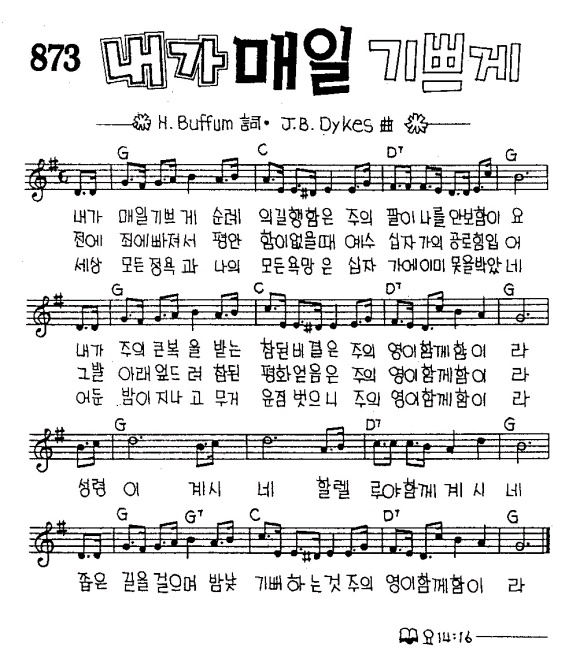 873 내가매일 기쁘게
H. Buffum 詞 • J.B. Dykes 曲
G C D7 G
내가 매일기쁘게 순례 의길행함은 주의 팔이나를안보함이 요
전에 죄에빠져서 평안 함이없을때 예수 십자가의 공로힘입 어
세상 모든정욕과 나의 모든욕망은 십자 가에이미못을박았 네
G C D7 G
내가 주의큰복을 받는 참된비결은 주의 영이함께함이 라
그발 아래엎드려 참된 평화얻음은 주의 영이함께함이 라
어둔 밤이지나고 무거 운짐벗으니 주의 영이함께함이 라
G D7 G
성령 이 계시 네 할렐 루야함께계시네
G G7 C D7 G
좁은 길을걸으며 밤낮 기뻐하는것 주의 영이함께함이 라
요14:16